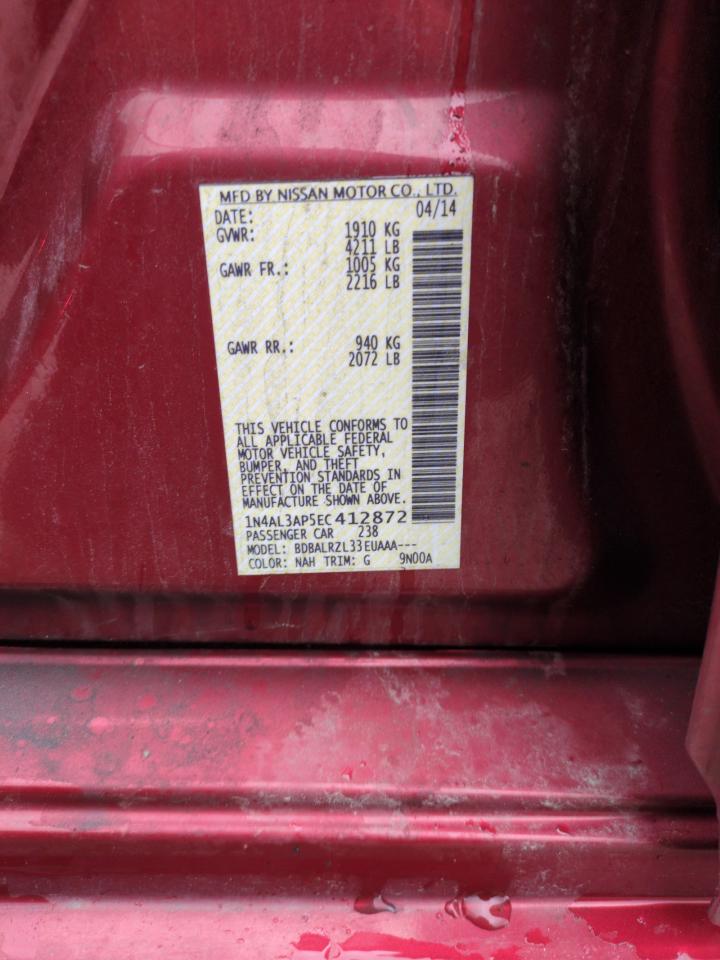 MFD BY NISSAN MOTOR CO., LTD.
DATE: 04/14
GVWR: 1910 KG
4211 LB
GAWR FR.: 1005 KG
2216 LB
GAWR RR.: 940 KG
2072 LB
THIS VEHICLE CONFORMS TO
ALL APPLICABLE FEDERAL
MOTOR VEHICLE SAFETY,
BUMPER, AND THEFT
PREVENTION STANDARDS IN
EFFECT ON THE DATE OF
MANUFACTURE SHOWN ABOVE.
1N4AL3AP5EC412872
PASSENGER CAR 238
MODEL: BDBALRZL33EUAAA---
COLOR: NAH TRIM: G 9N00A